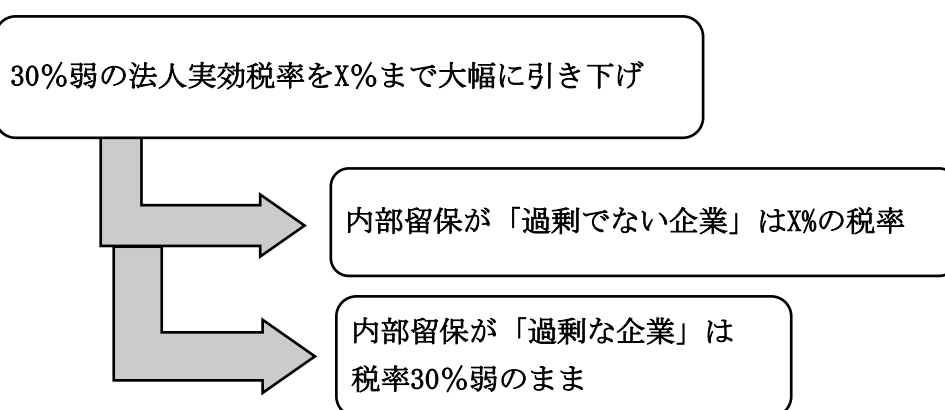 30％弱の法人実効税率をX％まで大幅に引き下げ
内部留保が「過剰でない企業」はX%の税率
内部留保が「過剰な企業」は
税率30％弱のまま